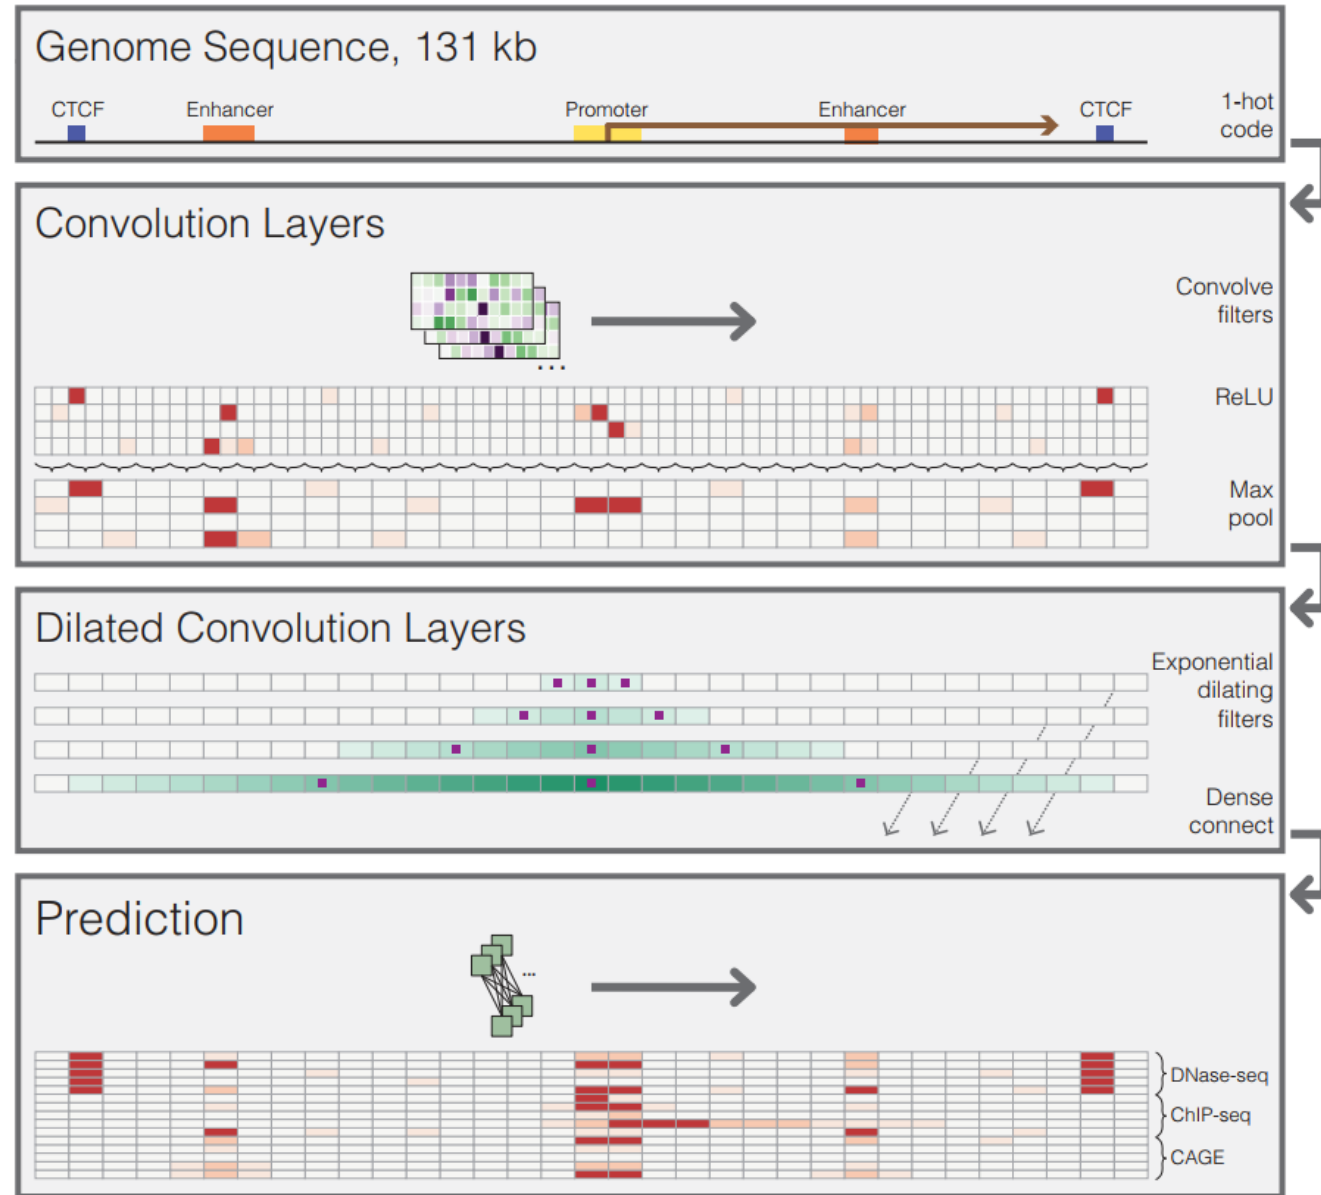 Genome Sequence, 131 kb
CTCF
Enhancer
Promoter
Enhancer
CTCF
1-hot
code
Convolution Layers
Convolve
filters
...
ReLU
Max
pool
Dilated Convolution Layers
Exponential
dilating
filters
Dense
connect
Prediction
...
DNase-seq
ChIP-seq
CAGE